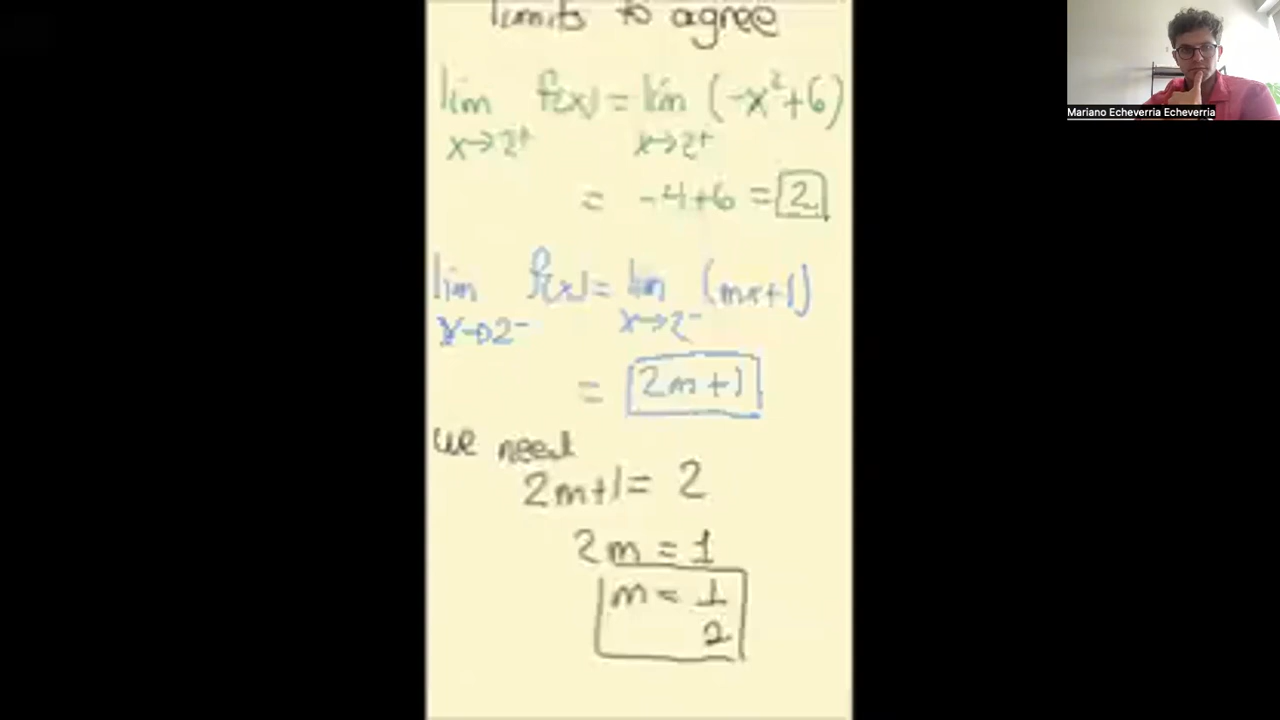 limits to agree
lim f(x) = lim (-x²+6)
x→2⁺ x→2⁺
= -4+6 = 2
lim f(x) = lim (mx+1)
x→2⁻ x→2⁻
= 2m+1
we need
2m+1 = 2
2m = 1
m = 1
2
Mariano Echeverria Echeverria